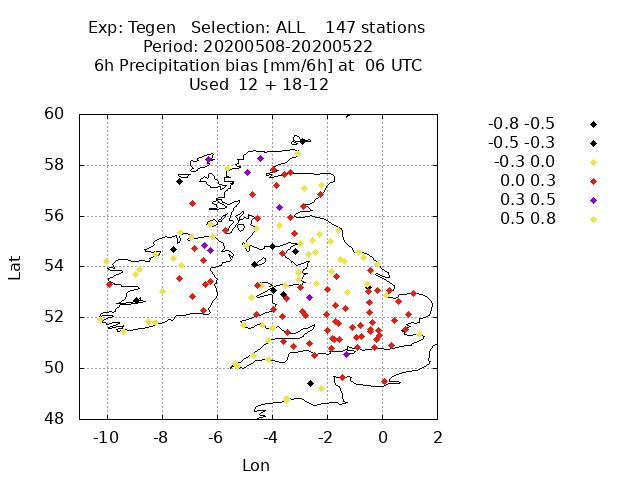 Exp: Tegen Selection: ALL 147 stations
Period: 20200508-20200522
6h Precipitation bias [mm/6h] at 06 UTC
Used 12 + 18-12
-0.8 -0.5
-0.5 -0.3
-0.3 0.0
0.0 0.3
0.3 0.5
0.5 0.8
60
58
56
54
52
50
48
Lat
-10 -8 -6 -4 -2 0 2
Lon